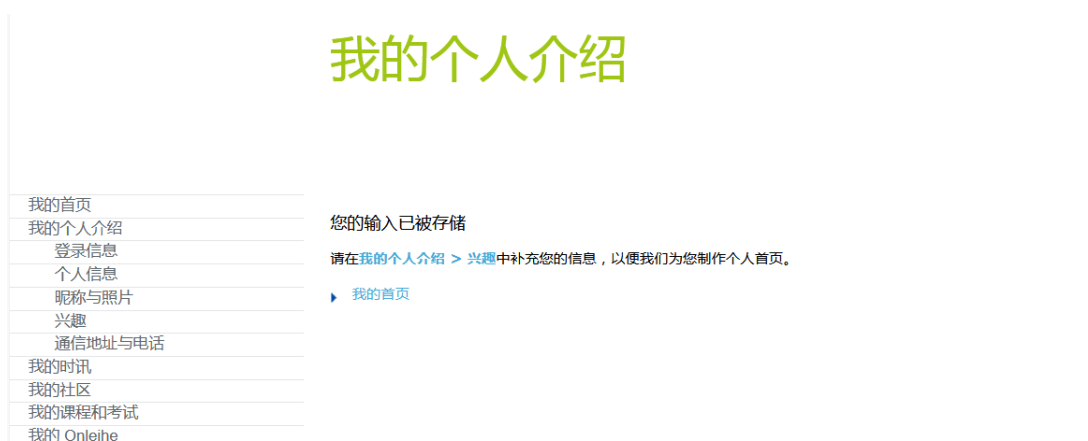 我的个人介绍
我的首页
我的个人介绍
登录信息
个人信息
昵称与照片
兴趣
通信地址与电话
我的时讯
我的社区
我的课程和考试
我的 Onleihe
您的输入已被存储
请在我的个人介绍 > 兴趣中补充您的信息，以便我们为您制作个人首页。
我的首页